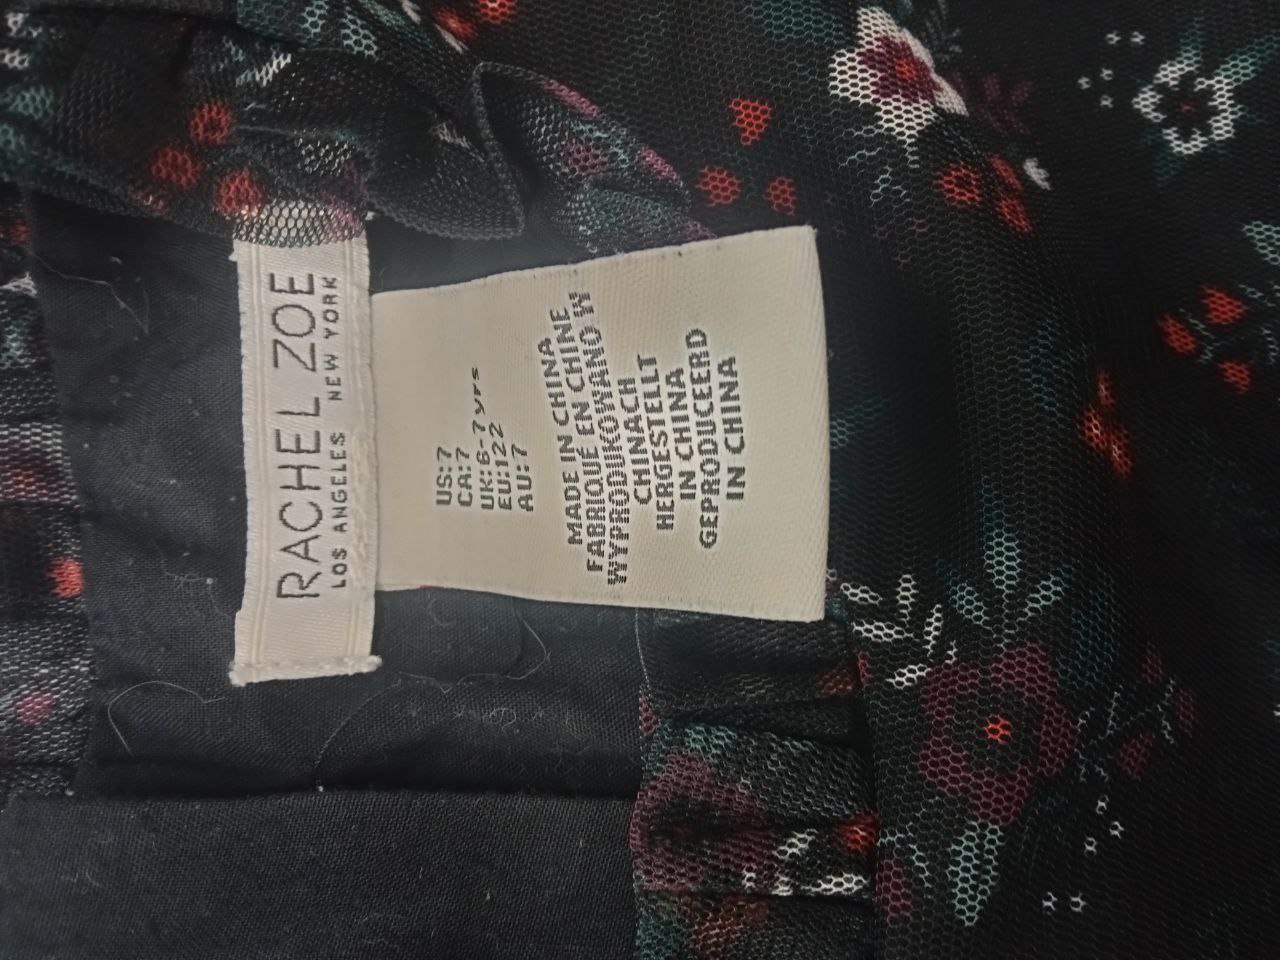 RACHEL ZOE
LOS ANGELES NEW YORK
US:7
CA:7
UK:6-7yrs
EU:122
AU:7
MADE IN CHINA
FABRIQUÉ EN CHINE
WYPRODUKOWANO W
CHINACH
HERGESTELLT
IN CHINA
GEPRODUCEERD
IN CHINA